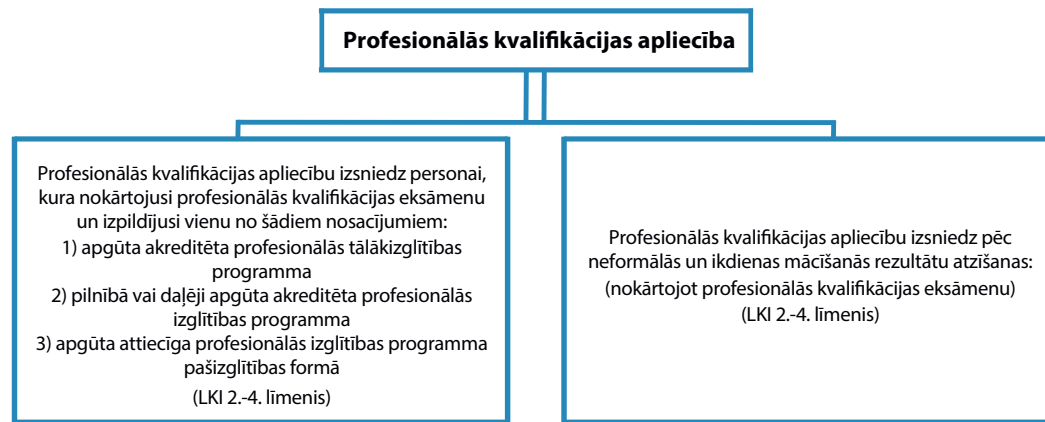 Profesionālās kvalifikācijas apliecība
Profesionālās kvalifikācijas apliecību izsniedz personai,
kura nokārtojusi profesionālās kvalifikācijas eksāmenu
un izpildījusi vienu no šādiem nosacījumiem:
1) apgūta akreditēta profesionālās tālākizglītības
programma
2) pilnībā vai daļēji apgūta akreditēta profesionālās
izglītības programma
3) apgūta attiecīga profesionālās izglītības programma
pašizglītības formā
(LKI 2.-4. līmenis)
Profesionālās kvalifikācijas apliecību izsniedz pēc
neformālās un ikdienas mācīšanās rezultātu atzīšanas:
(nokārtojot profesionālās kvalifikācijas eksāmenu)
(LKI 2.-4. līmenis)